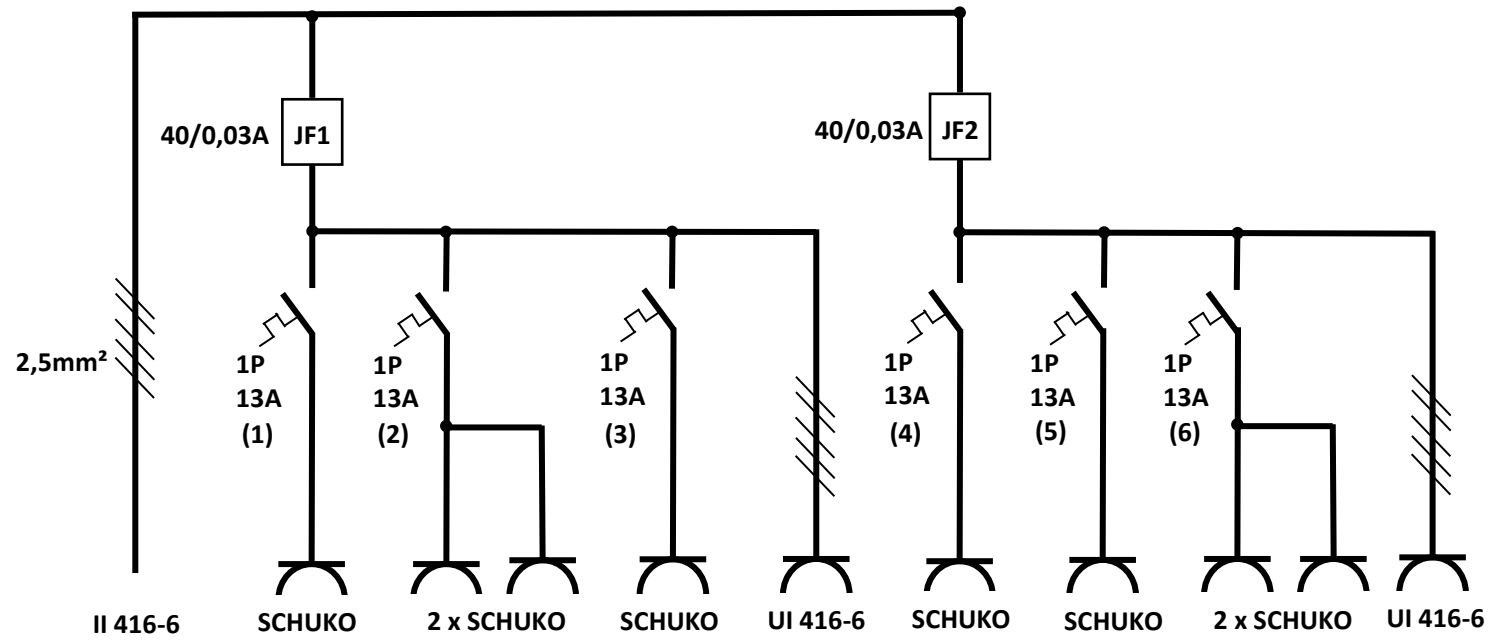 40/0,03A
JF1
40/0,03A
JF2
2,5mm²
1P
13A
(1)
1P
13A
(2)
1P
13A
(3)
1P
13A
(4)
1P
13A
(5)
1P
13A
(6)
II 416-6
SCHUKO
2 x SCHUKO
SCHUKO
UI 416-6
SCHUKO
SCHUKO
2 x SCHUKO
UI 416-6